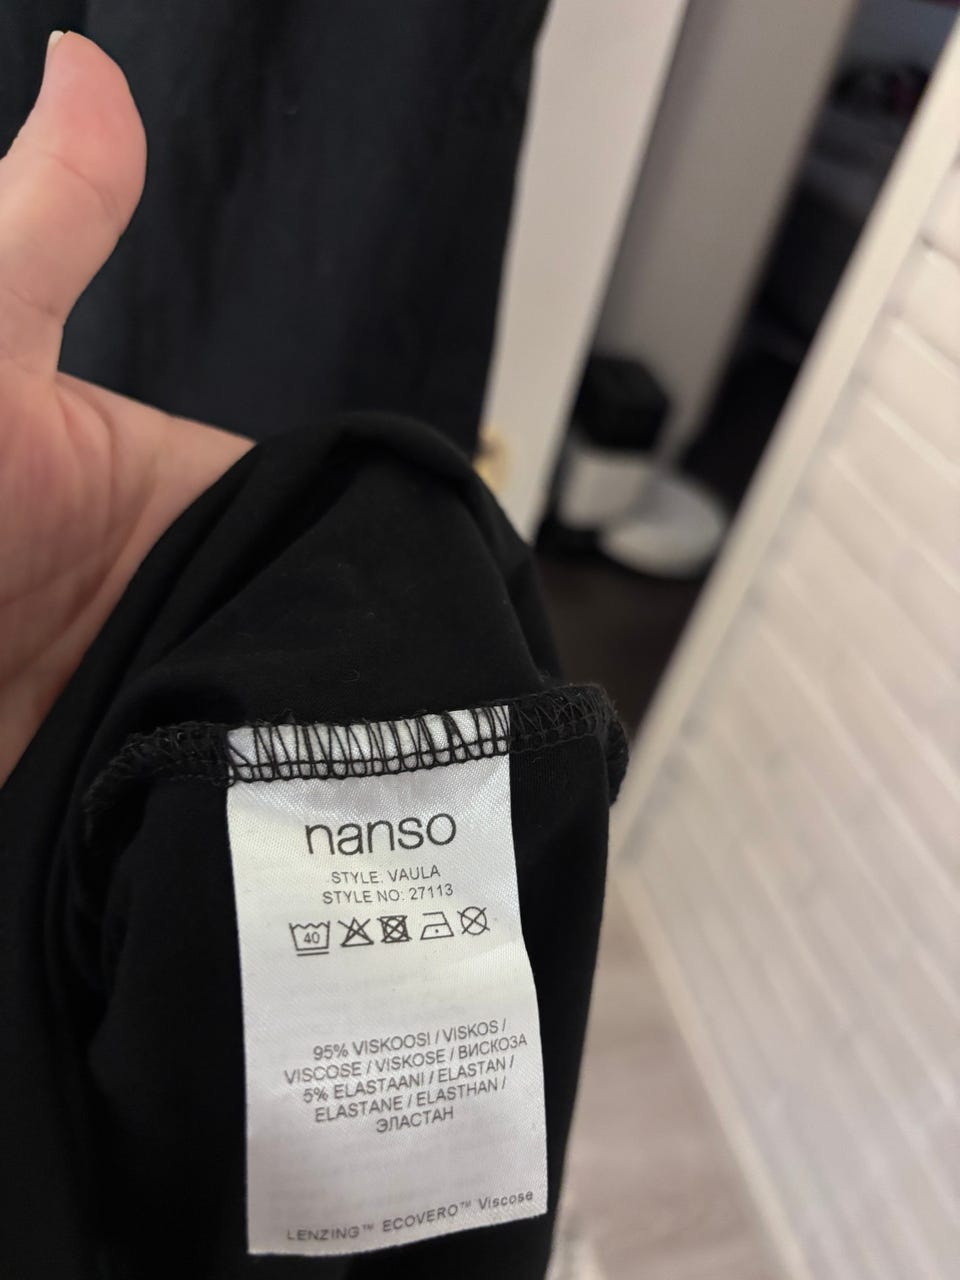 nanso
STYLE: VAULA
STYLE NO: 27113
40
95% VISKOOSI / VISKOS /
VISCOSE / VISKOSE / ВИСКОЗА
5% ELASTAANI / ELASTAN /
ELASTANE / ELASTHAN /
ЭЛАСТАН
LENZING™ ECOVERO™ Viscose